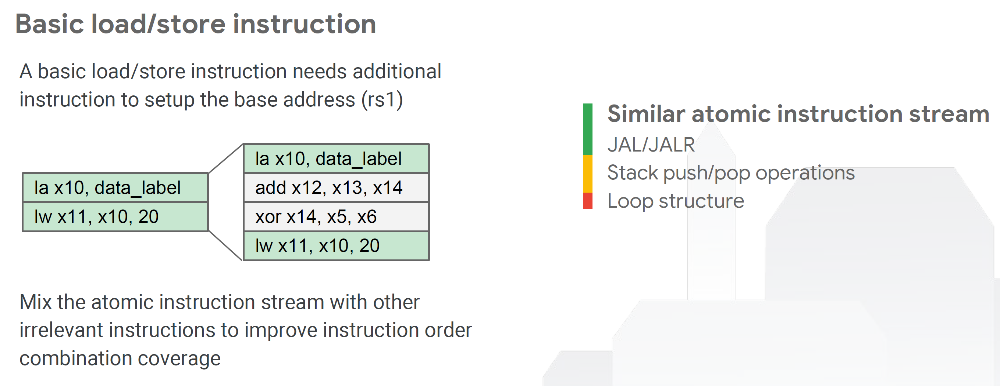 Basic load/store instruction
A basic load/store instruction needs additional
instruction to setup the base address (rs1)
la x10, data_label
lw x11, x10, 20
la x10, data_label
add x12, x13, x14
xor x14, x5, x6
lw x11, x10, 20
Mix the atomic instruction stream with other
irrelevant instructions to improve instruction order
combination coverage
Similar atomic instruction stream
JAL/JALR
Stack push/pop operations
Loop structure